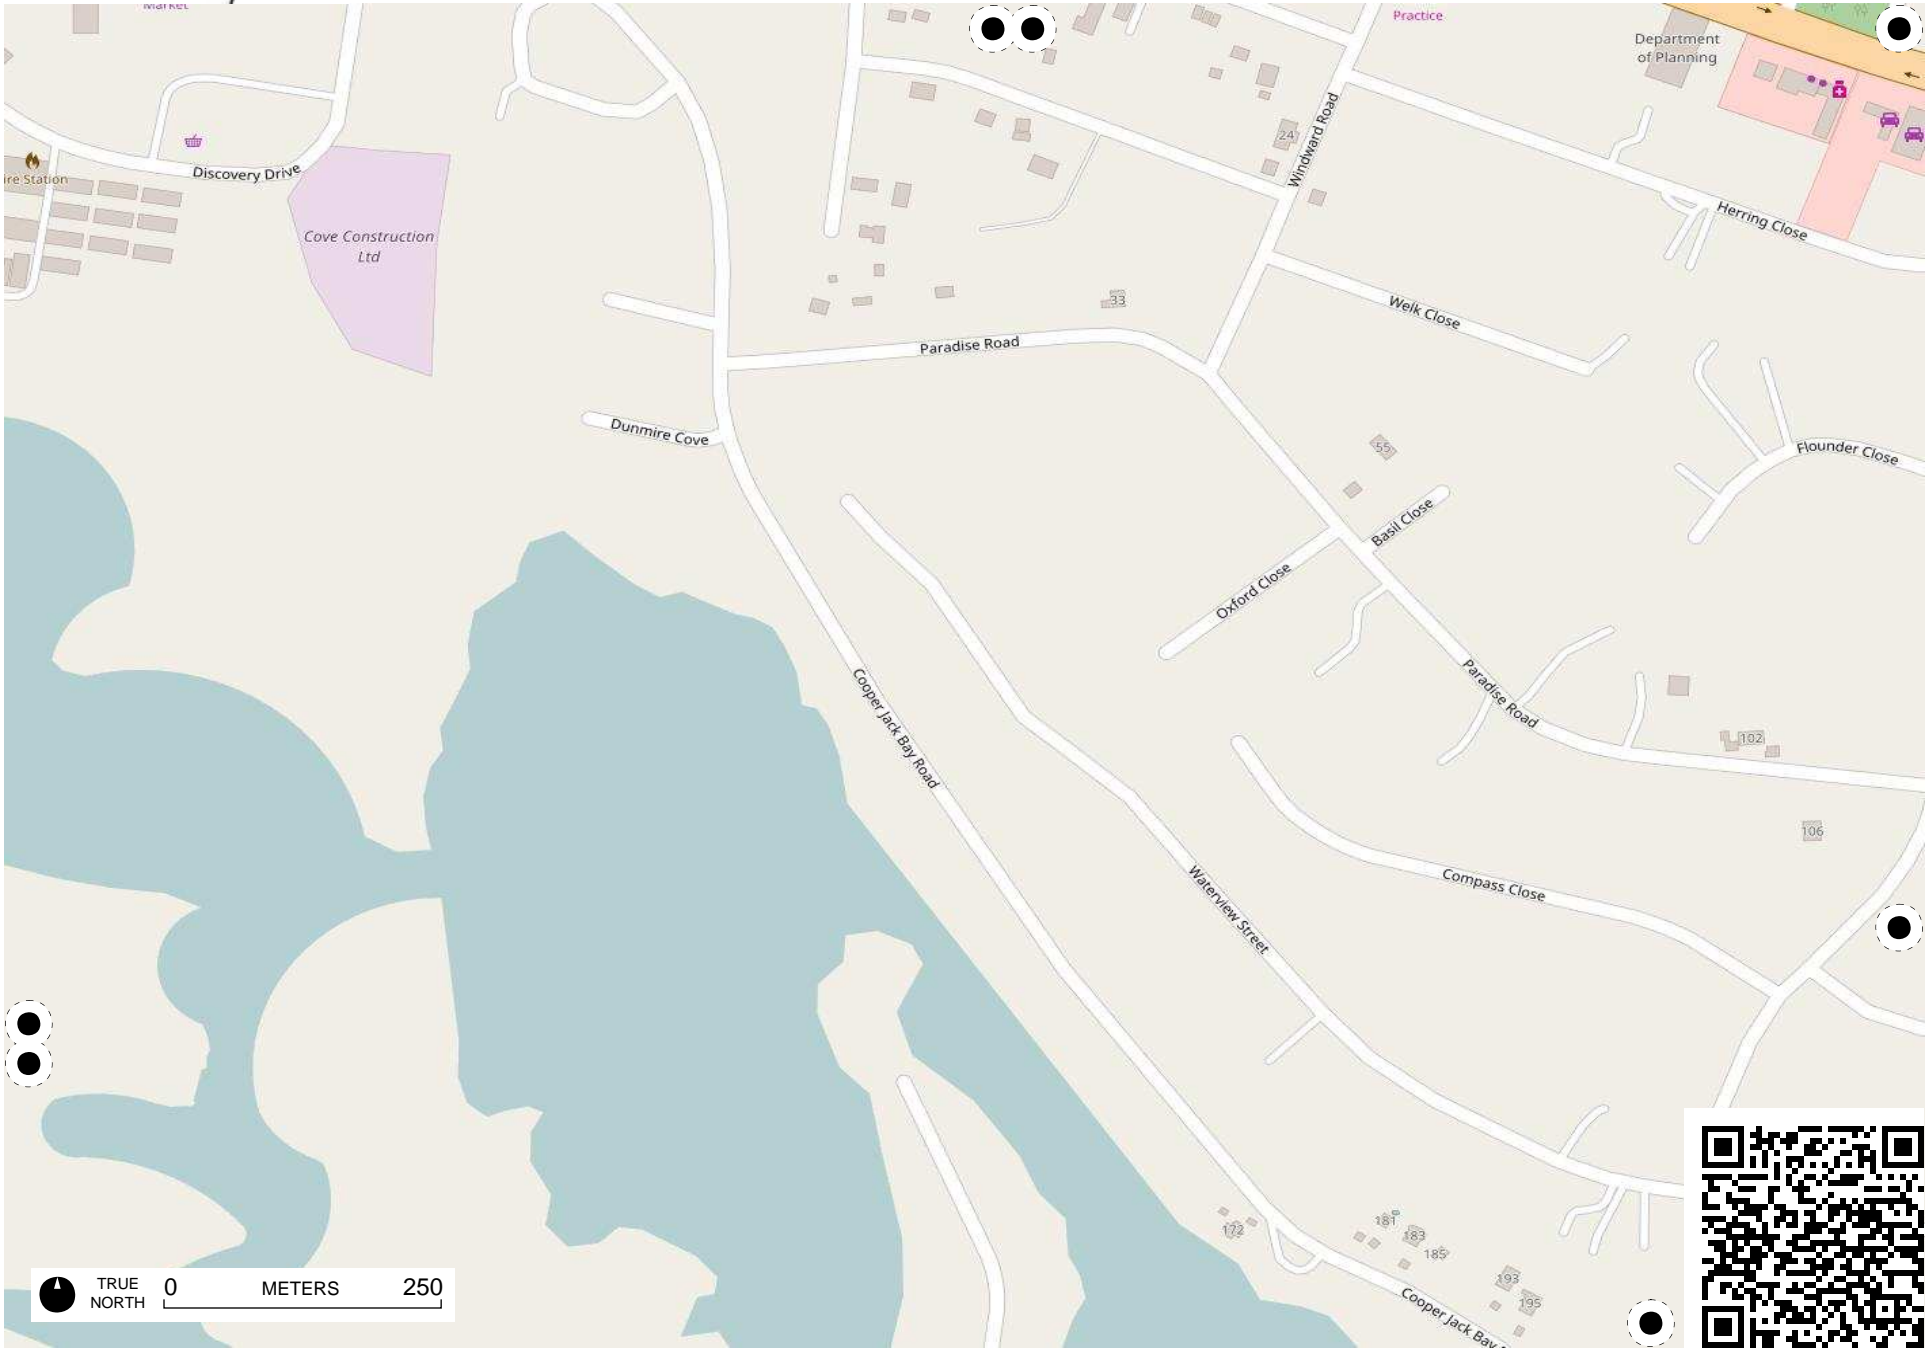 Market
Practice
Department
of Planning
24
Windward Road
ire Station
Discovery Drive
Herring Close
Cove Construction
Ltd
33
Welk Close
Paradise Road
Dunmire Cove
55
Flounder Close
Basil Close
Oxford Close
Cooper Jack Bay Road
Paradise Road
102
106
Compass Close
Waterview Street
172
181
183
185
193
195
Cooper Jack Bay
TRUE
NORTH
0
METERS
250